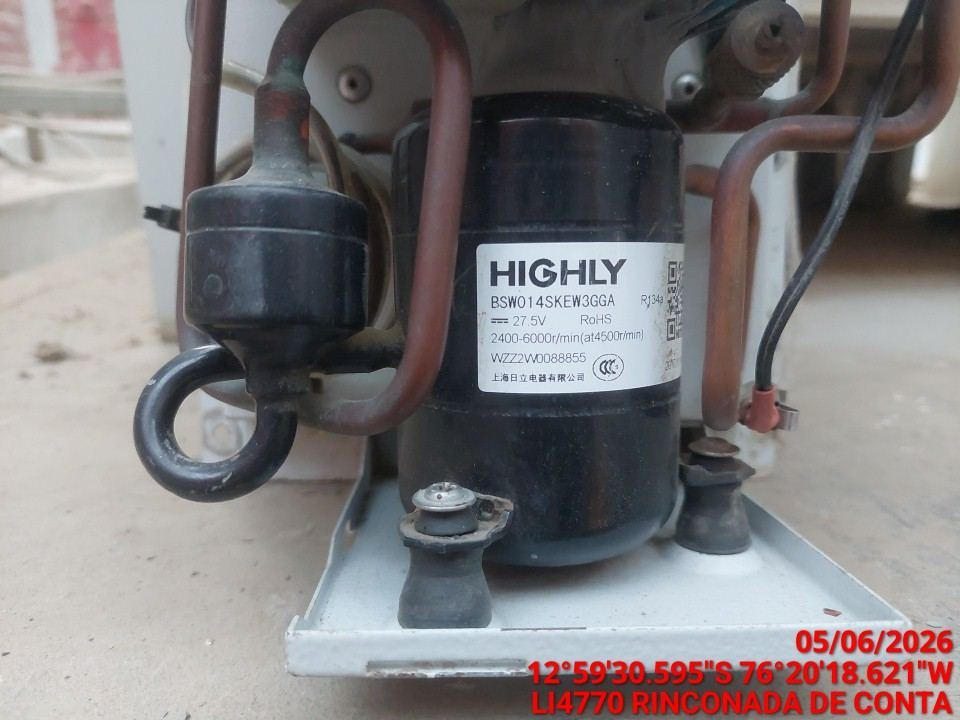 HIGHLY
BSW014SKEW3GGA R134a
27.5V RoHS
2400-6000r/min(at4500r/min)
WZZ2W0088855
上海日立电器有限公司
05/06/2026
12°59'30.595"S 76°20'18.621"W
LI4770 RINCONADA DE CONTA